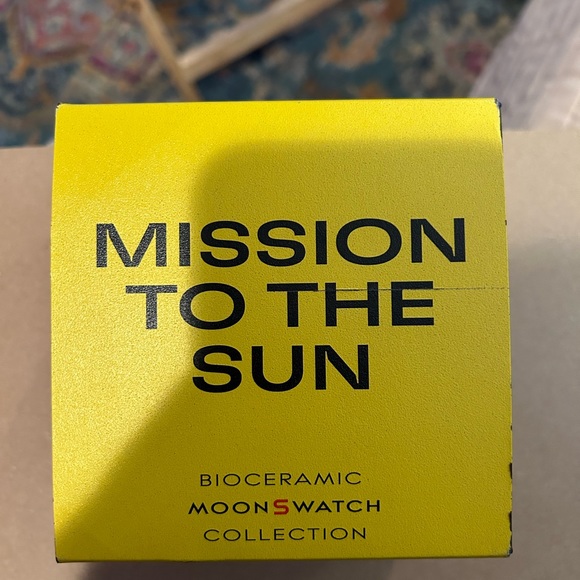 MISSION
TO THE
SUN
BIOCERAMIC
MOONSWATCH
COLLECTION